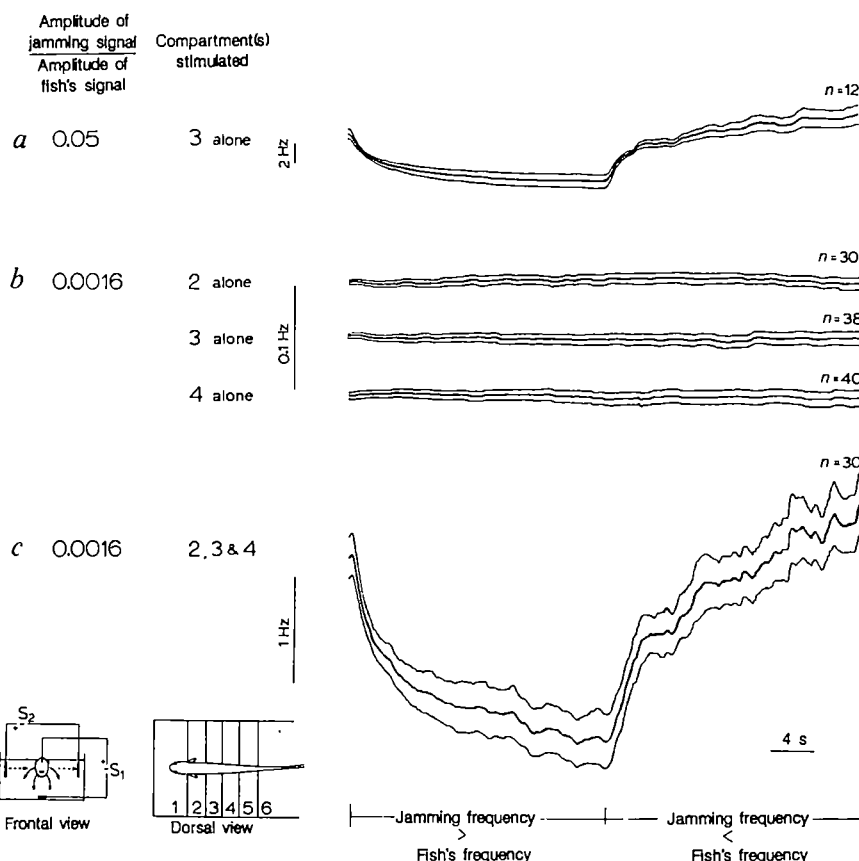 Amplitude of
jamming signal
Amplitude of
fish's signal
Compartment(s)
stimulated
a 0.05 3 alone 2 Hz n=12
b 0.0016 2 alone n=30
0.1 Hz
3 alone n=38
4 alone n=40
c 0.0016 2,3 & 4 n=30
1 Hz
S2
S1
1 2 3 4 5 6
Frontal view
Dorsal view
4 s
Jamming frequency
>
Fish's frequency
Jamming frequency
<
Fish's frequency